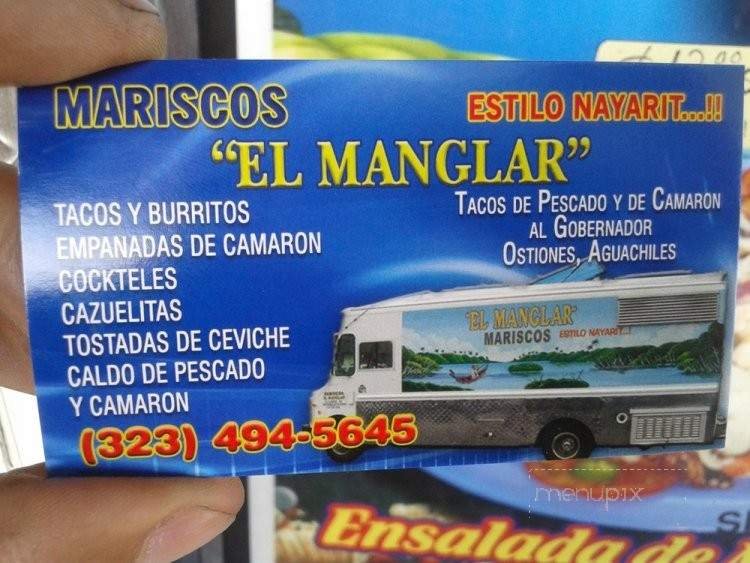 $12.99
MARISCOS
ESTILO NAYARIT...!!
"EL MANGLAR"
TACOS Y BURRITOS
EMPANADAS DE CAMARON
COCKTELES
CAZUELITAS
TOSTADAS DE CEVICHE
CALDO DE PESCADO
Y CAMARON
TACOS DE PESCADO Y DE CAMARON
AL GOBERNADOR
OSTIONES, AGUACHILES
"EL MANGLAR"
MARISCOS ESTILO NAYARIT...!
(323) 494-5645
menupix
Ensalada de